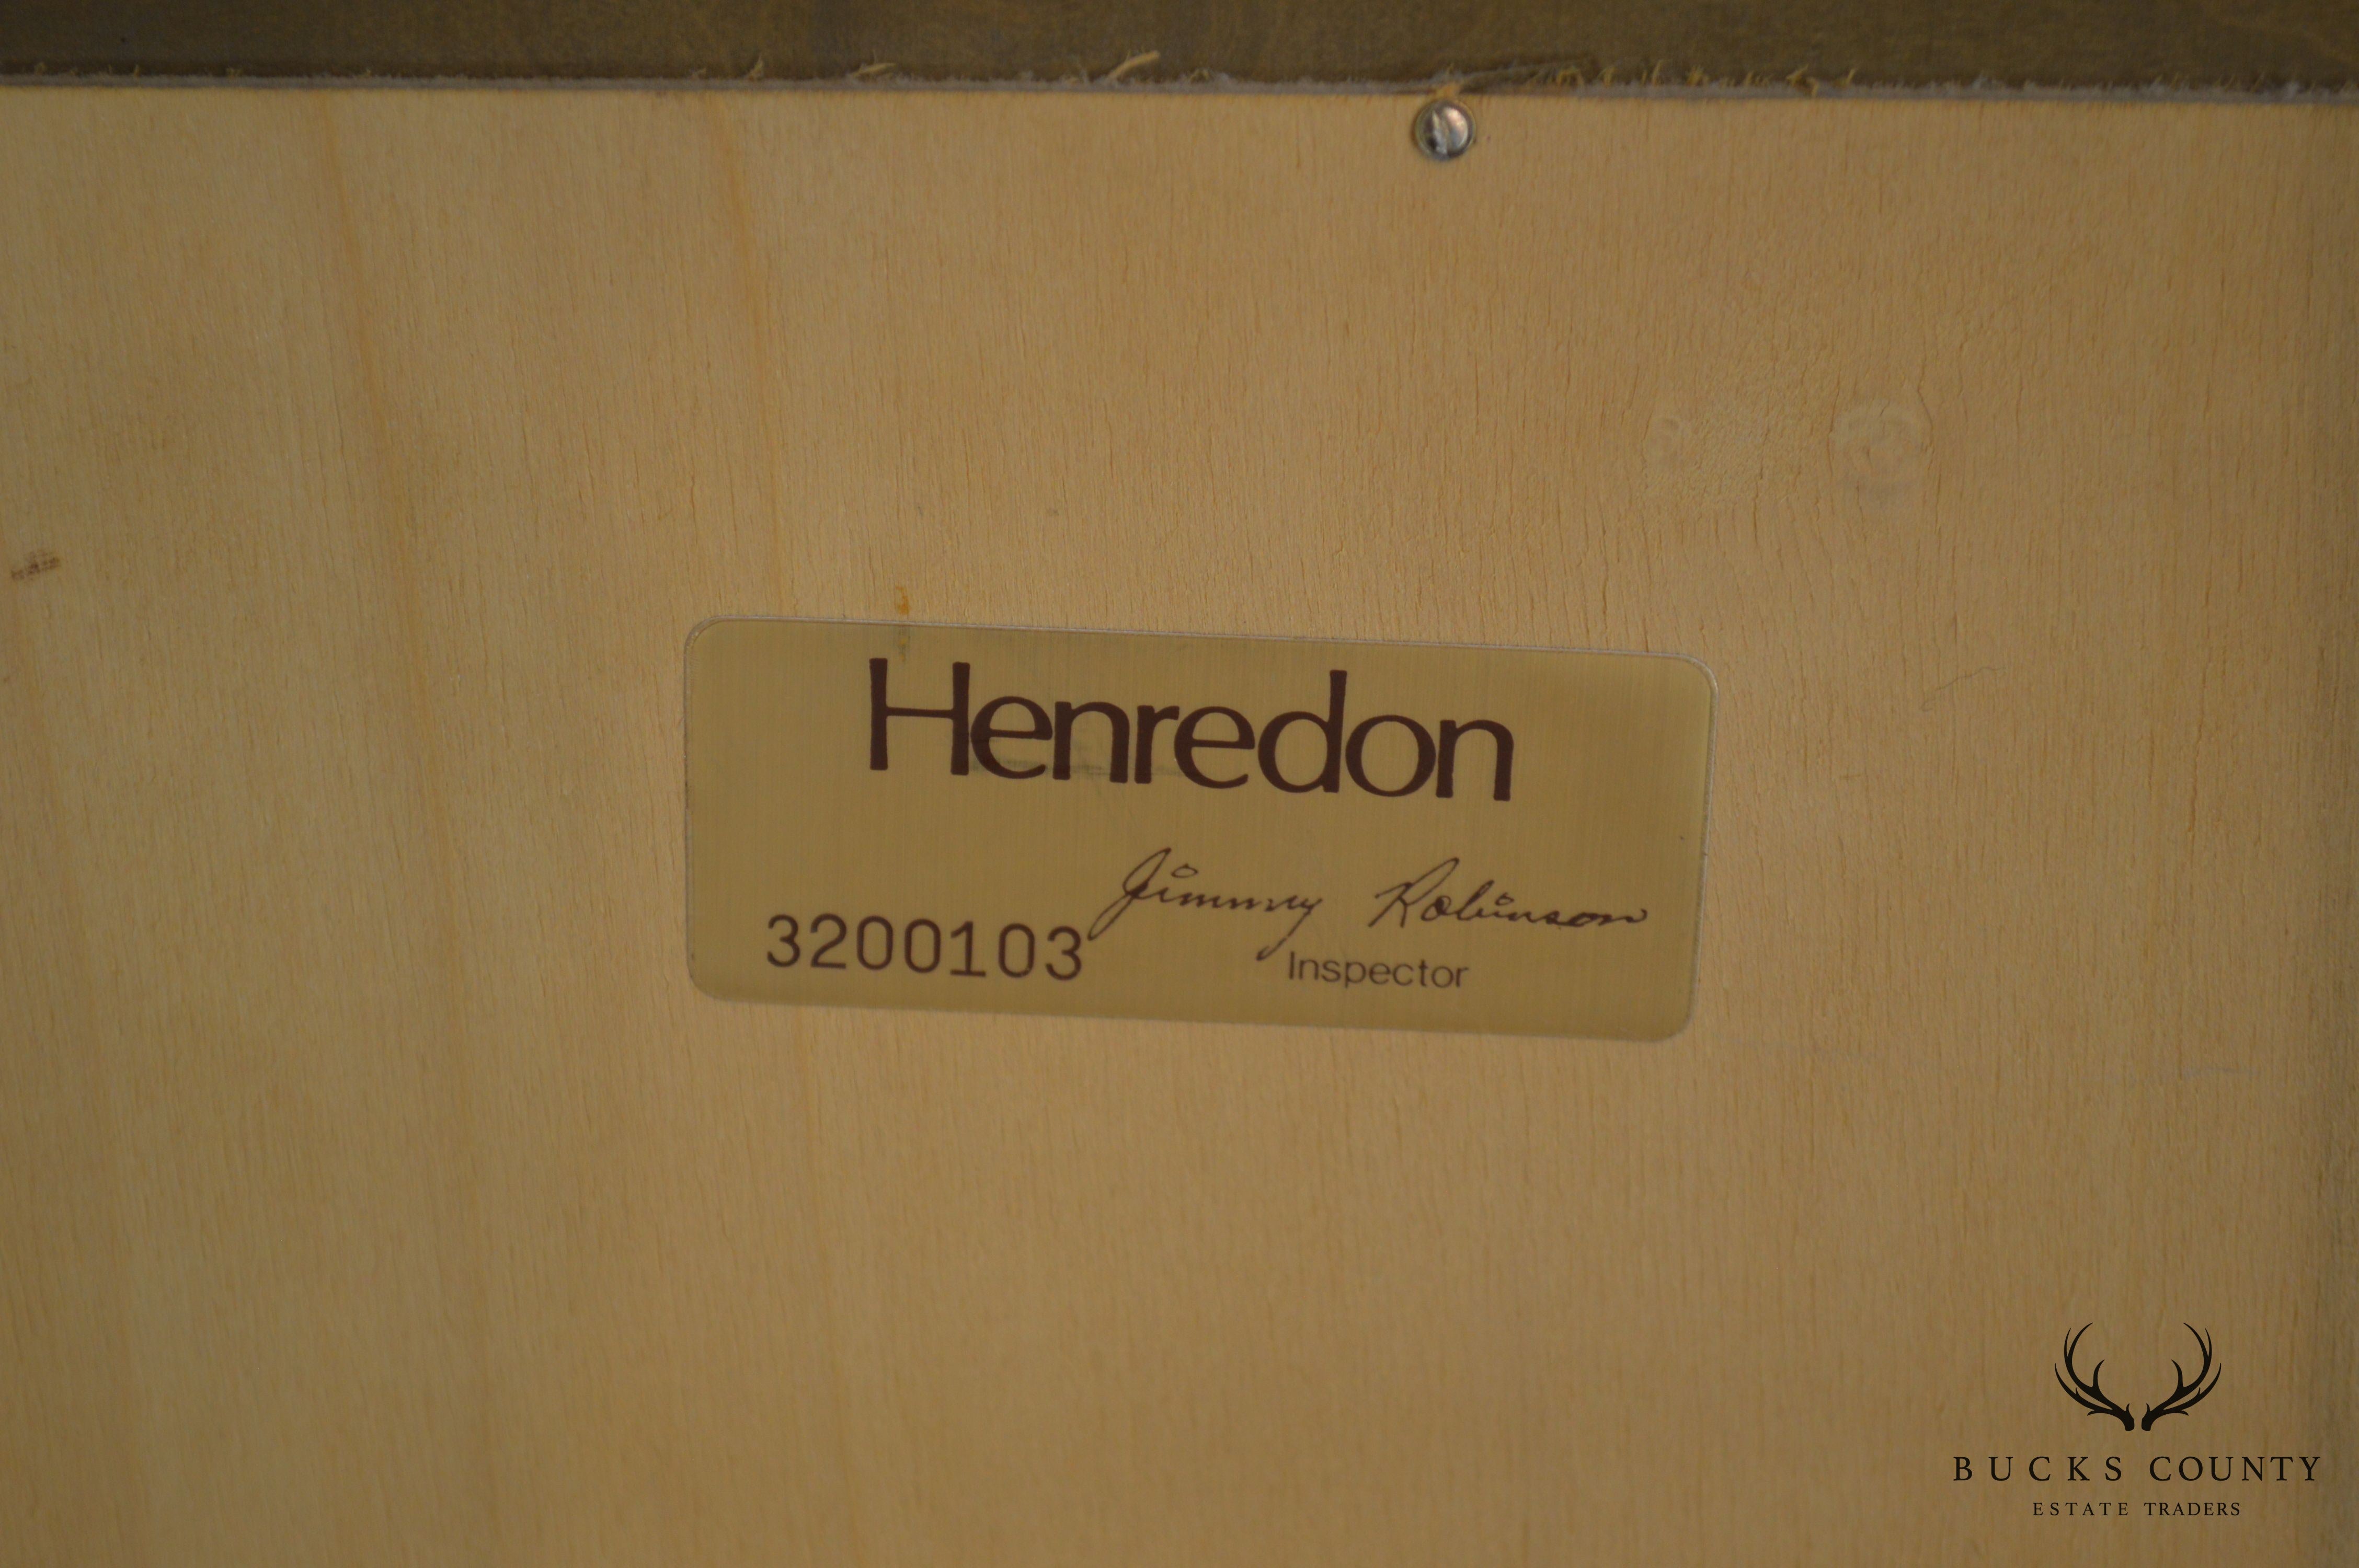 Henredon
Jimmy Robinson
3200103
Inspector
BUCKS COUNTY
ESTATE TRADERS